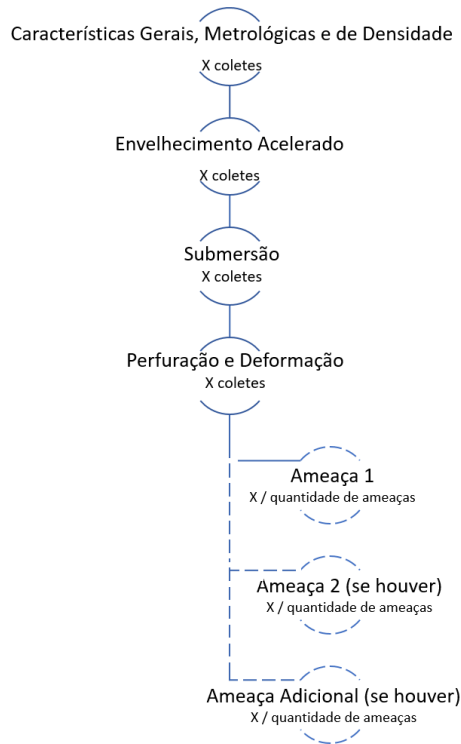 Características Gerais, Metrológicas e de Densidade
X coletes
Envelhecimento Acelerado
X coletes
Submersão
X coletes
Perfuração e Deformação
X coletes
Ameaça 1
X / quantidade de ameaças
Ameaça 2 (se houver)
X / quantidade de ameaças
Ameaça Adicional (se houver)
X / quantidade de ameaças